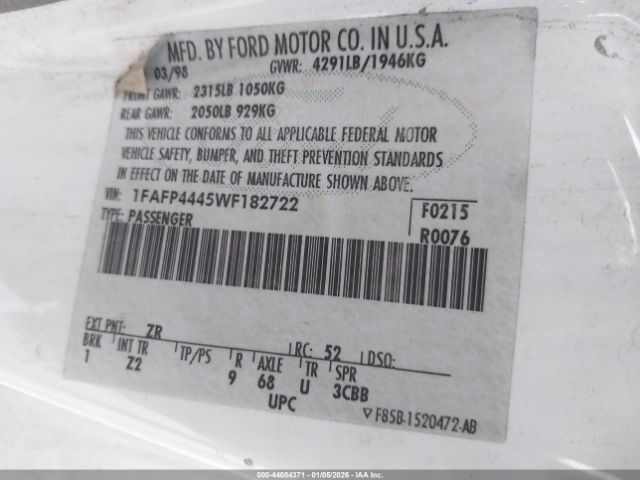 MFD. BY FORD MOTOR CO. IN U.S.A.
03/98 GVWR: 4291LB/1946KG
FRONT GAWR: 2315LB 1050KG
REAR GAWR: 2050LB 929KG
THIS VEHICLE CONFORMS TO ALL APPLICABLE FEDERAL MOTOR
VEHICLE SAFETY, BUMPER, AND THEFT PREVENTION STANDARDS
IN EFFECT ON THE DATE OF MANUFACTURE SHOWN ABOVE.
VIN: 1FAFP4445WF182722 F0215
TYPE: PASSENGER R0076
EXT PNT: ZR RC: 52 DSO:
BRK INT TR TP/PS R AXLE TR SPR
1 Z2 9 68 U 3CBB
UPC ▽F85B-1520472-AB
000-44054371 - 01/05/2026 - IAAI.COM